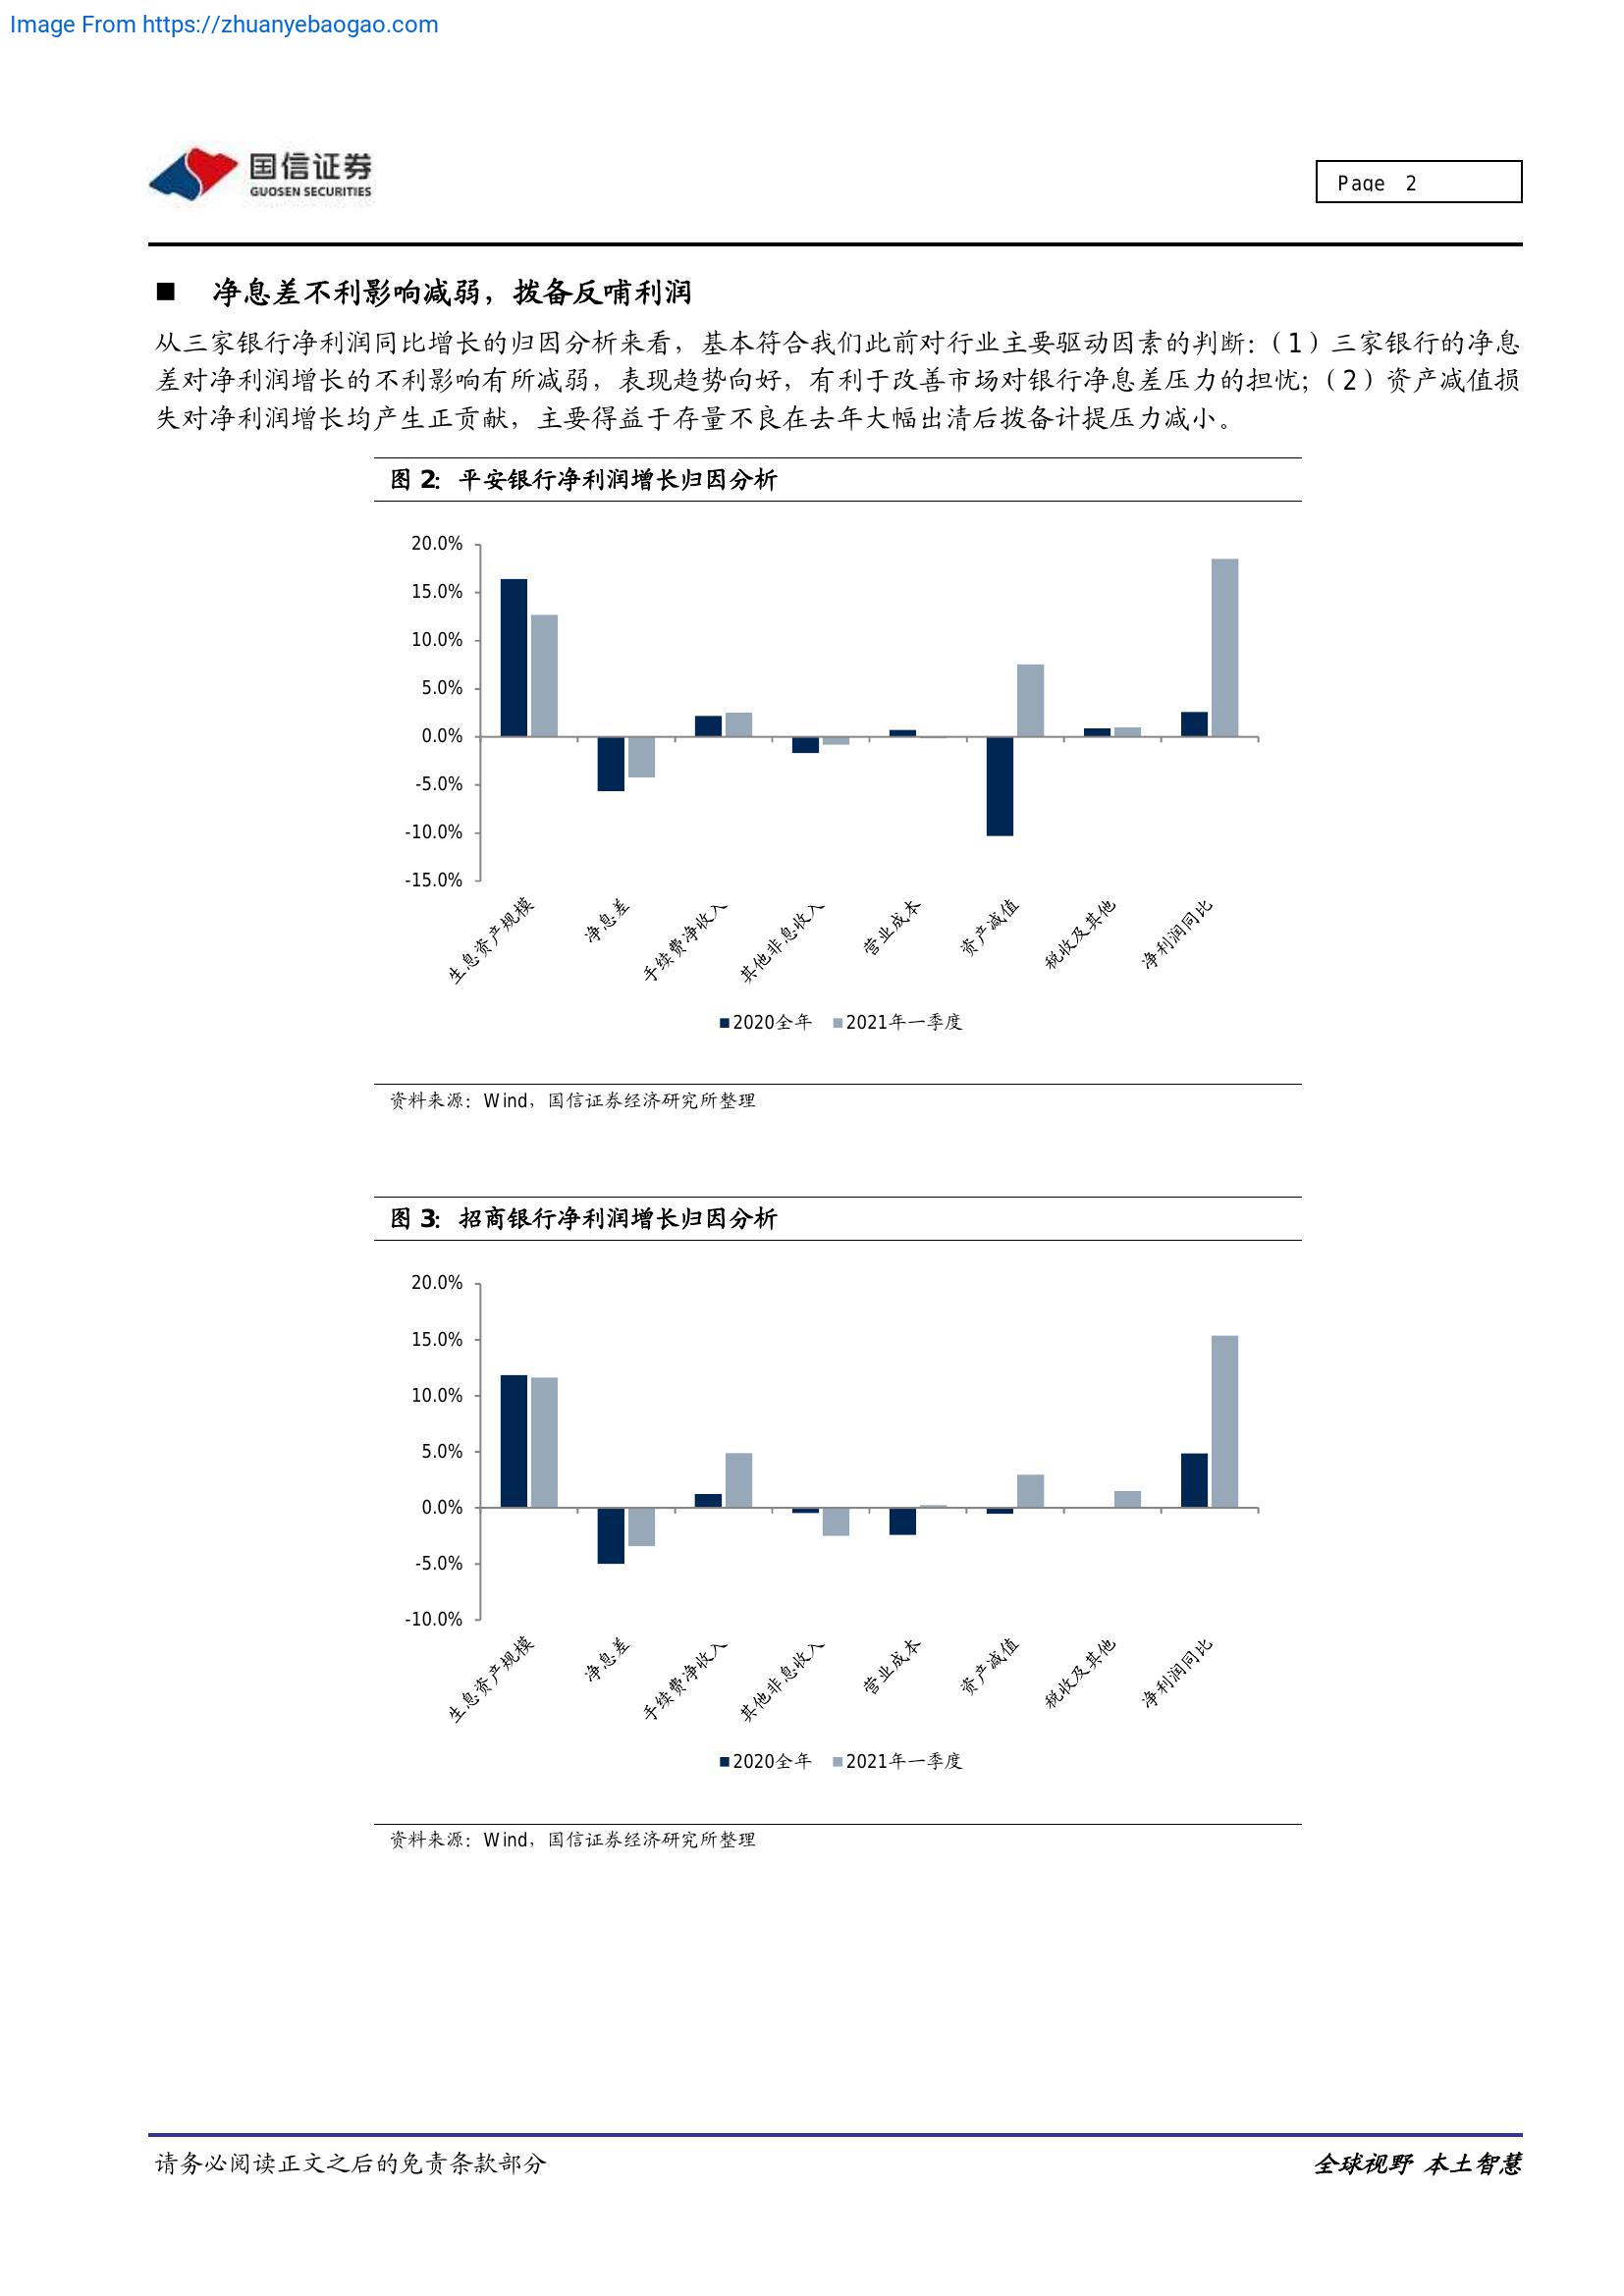 Image From https://zhuanyebaogao.com
国信证券
GUOSEN SECURITIES
Page 2
■ 净息差不利影响减弱，拨备反哺利润
从三家银行净利润同比增长的归因分析来看，基本符合我们此前对行业主要驱动因素的判断：（1）三家银行的净息
差对净利润增长的不利影响有所减弱，表现趋势向好，有利于改善市场对银行净息差压力的担忧；（2）资产减值损
失对净利润增长均产生正贡献，主要得益于存量不良在去年大幅出清后拨备计提压力减小。
图 2：平安银行净利润增长归因分析
20.0%
15.0%
10.0%
5.0%
0.0%
-5.0%
-10.0%
-15.0%
生息资产规模
净息差
手续费净收入
其他非息收入
营业成本
资产减值
税收及其他
净利润同比
2020全年 2021年一季度
资料来源：Wind，国信证券经济研究所整理
图 3：招商银行净利润增长归因分析
20.0%
15.0%
10.0%
5.0%
0.0%
-5.0%
-10.0%
生息资产规模
净息差
手续费净收入
其他非息收入
营业成本
资产减值
税收及其他
净利润同比
2020全年 2021年一季度
资料来源：Wind，国信证券经济研究所整理
请务必阅读正文之后的免责条款部分
全球视野 本土智慧